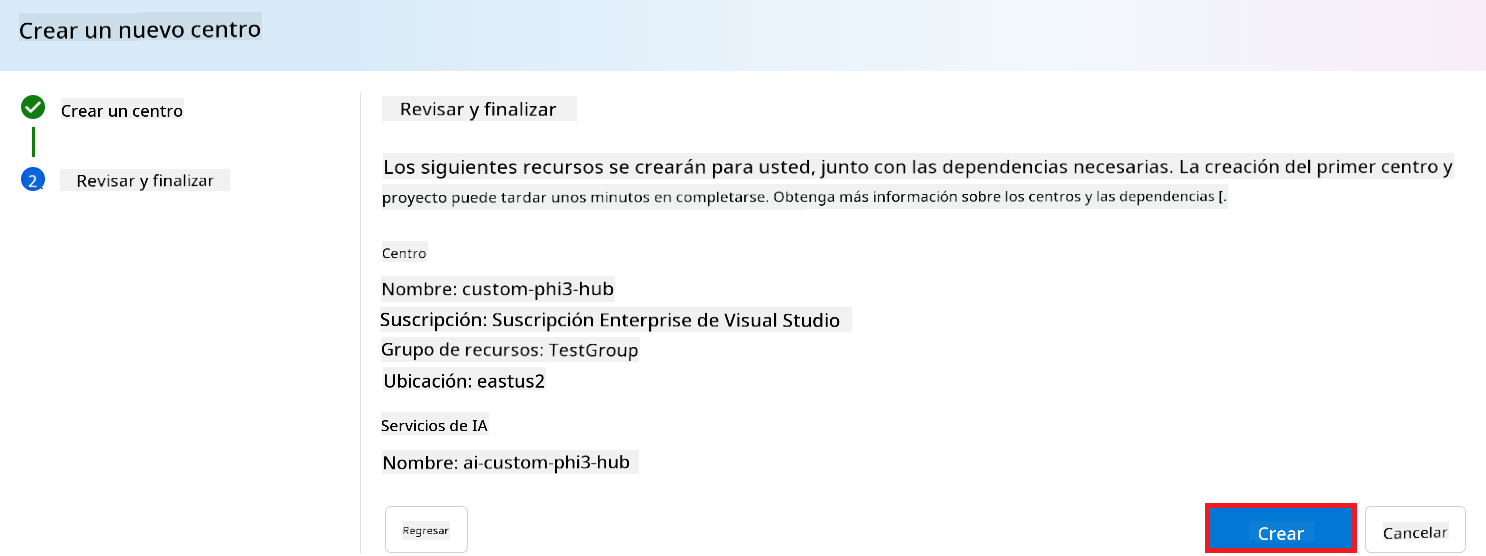 Crear un nuevo centro
Crear un centro
2
Revisar y finalizar
Revisar y finalizar
Los siguientes recursos se crearán para usted, junto con las dependencias necesarias. La creación del primer centro y
proyecto puede tardar unos minutos en completarse. Obtenga más información sobre los centros y las dependencias [.
Centro
Nombre: custom-phi3-hub
Suscripción: Suscripción Enterprise de Visual Studio
Grupo de recursos: TestGroup
Ubicación: eastus2
Servicios de IA
Nombre: ai-custom-phi3-hub
Regresar
Crear
Cancelar